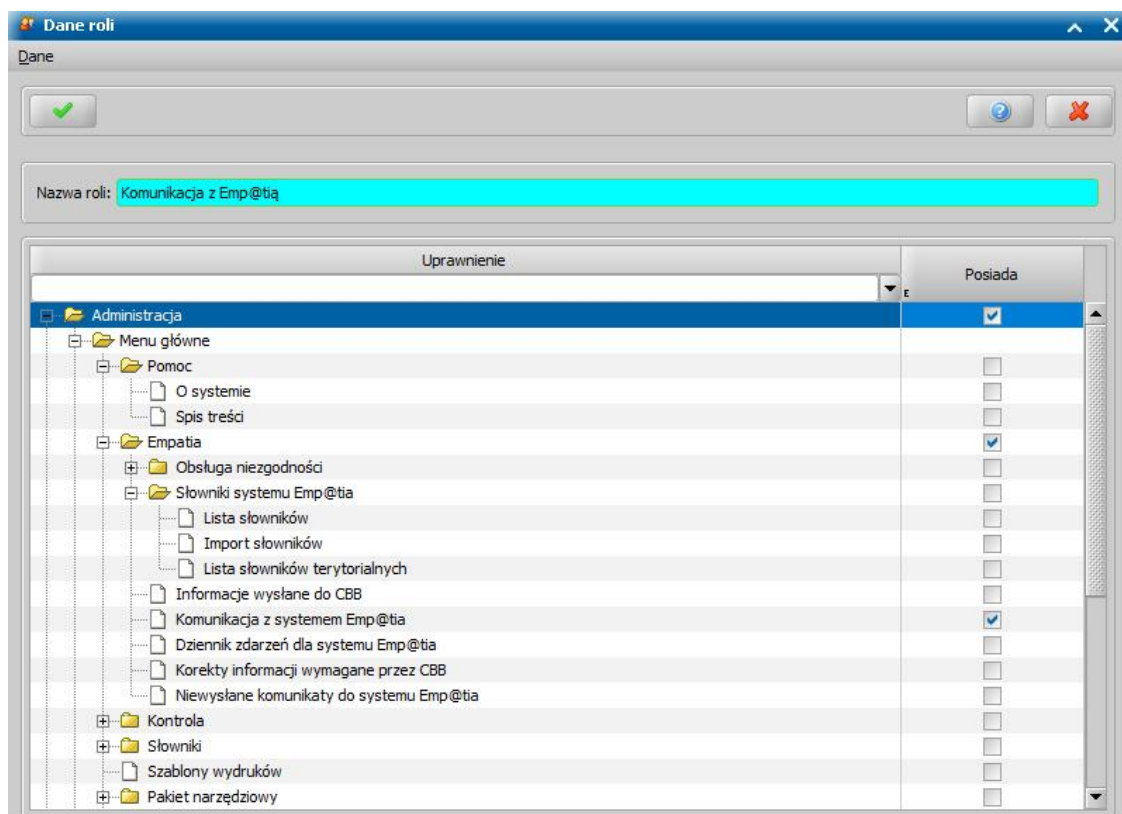 Dane roli
Dane
Nazwa roli: Komunikacja z Emp@tią
Uprawnienie
Posiada
E
Administracja
Menu główne
Pomoc
O systemie
Spis treści
Empatia
Obsługa niezgodności
Słowniki systemu Emp@tia
Lista słowników
Import słowników
Lista słowników terytorialnych
Informacje wysłane do CBB
Komunikacja z systemem Emp@tia
Dziennik zdarzeń dla systemu Emp@tia
Korekty informacji wymagane przez CBB
Niewysłane komunikaty do systemu Emp@tia
Kontrola
Słowniki
Szablony wydruków
Pakiet narzędziowy